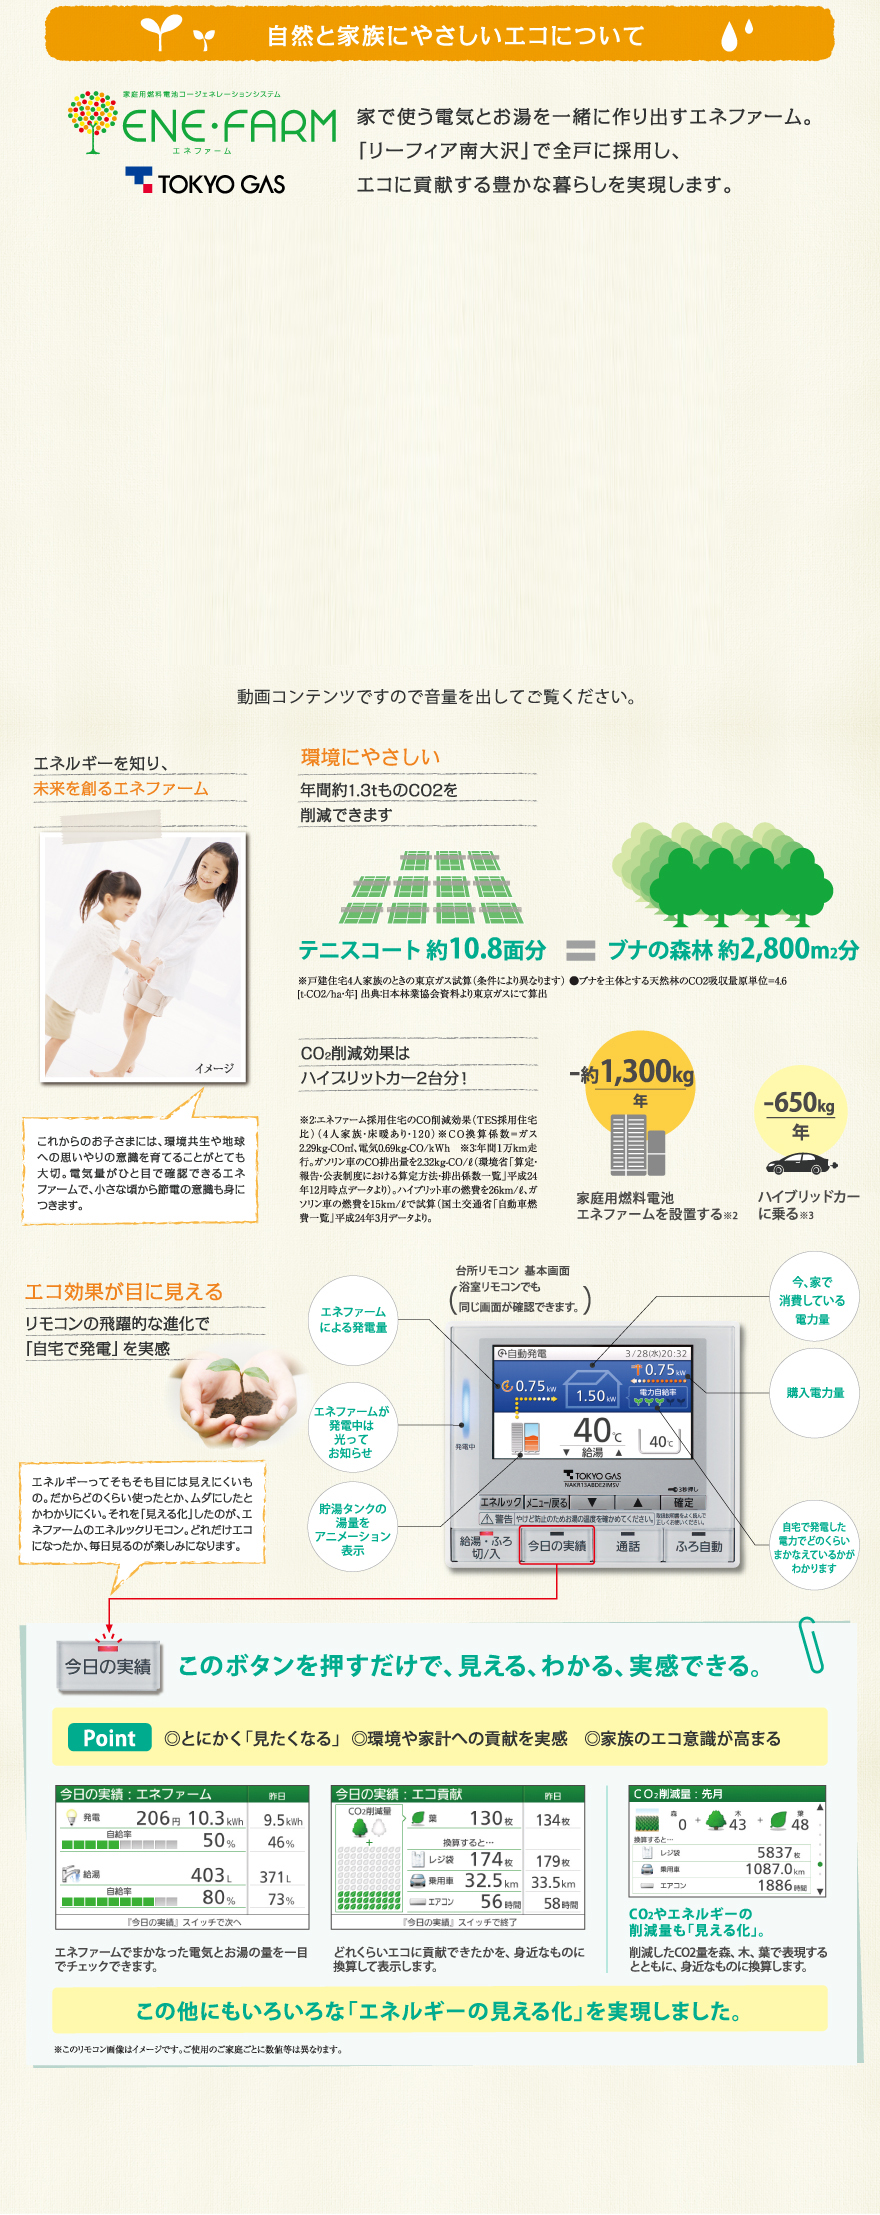 自然と家族にやさしいエコについて
家庭用燃料電池コージェネレーションシステム
ENE・FARM
エネファーム
TOKYO GAS
家で使う電気とお湯を一緒に作り出すエネファーム。
「リーフィア南大沢」で全戸に採用し、
エコに貢献する豊かな暮らしを実現します。
動画コンテンツですので音量を出してご覧ください。
エネルギーを知り、
未来を創るエネファーム
イメージ
これからのお子さまには、環境共生や地球
への思いやりの意識を育てることがとても
大切。電気量がひと目で確認できるエネ
ファームで、小さな頃から節電の意識も身に
つきます。
環境にやさしい
年間約1.3tものCO2を
削減できます
テニスコート 約10.8面分 = ブナの森林 約2,800m2分
※戸建住宅4人家族のときの東京ガス試算（条件により異なります） ●ブナを主体とする天然林のCO2吸収量原単位=4.6
[t-CO2/ha・年] 出典:日本林業協会資料より東京ガスにて算出
CO2削減効果は
ハイブリットカー2台分！
※2:エネファーム採用住宅のCO削減効果（TES採用住宅
比）（4人家族・床暖あり・120）※CO換算係数=ガス
2.29kg-CO㎥、電気0.69kg-CO/kWh ※3:年間1万km走
行。ガソリン車のCO排出量を2.32kg-CO/ℓ（環境省「算定・
報告・公表制度における算定方法・排出係数一覧」平成24
年12月時点データより）。ハイブリット車の燃費を26km/ℓ、ガ
ソリン車の燃費を15km/ℓで試算（国土交通省「自動車燃
費一覧」平成24年3月データより。
-約1,300kg
年
家庭用燃料電池
エネファームを設置する※2
-650kg
年
ハイブリッドカー
に乗る※3
エコ効果が目に見える
リモコンの飛躍的な進化で
「自宅で発電」を実感
エネルギーってそもそも目には見えにくいも
の。だからどのくらい使ったとか、ムダにしたと
かわかりにくい。それを「見える化」したのが、エ
ネファームのエネルックリモコン。どれだけエコ
になったか、毎日見るのが楽しみになります。
台所リモコン 基本画面
（浴室リモコンでも
同じ画面が確認できます。）
エネファーム
による発電量
エネファームが
発電中は
光って
お知らせ
貯湯タンクの
湯量を
アニメーション
表示
今、家で
消費している
電力量
購入電力量
自宅で発電した
電力でどのくらい
まかなえているかが
わかります
自動発電 3/28(水)20:32
0.75kW
1.50kW
0.75kW
電力自給率
40℃
▼ 給湯 ▲
40℃
発電中
TOKYO GAS
NAKR13ABDE2IMSV
3秒押し
エネルック メニュー/戻る ▼ ▲ 確定
警告 やけど防止のためお湯の温度を確かめてください。 取扱説明書をよく読んで
正しくお使いください。
給湯・ふろ
切/入
今日の実績
通話
ふろ自動
今日の実績
このボタンを押すだけで、見える、わかる、実感できる。
Point ◎とにかく「見たくなる」 ◎環境や家計への貢献を実感 ◎家族のエコ意識が高まる
今日の実績：エネファーム 昨日
発電 206円 10.3kWh 9.5kWh
自給率 50% 46%
給湯 403L 371L
自給率 80% 73%
『今日の実績』スイッチで次へ
エネファームでまかなった電気とお湯の量を一目
でチェックできます。
今日の実績：エコ貢献 昨日
CO2削減量
葉 130枚 134枚
換算すると…
レジ袋 174枚 179枚
乗用車 32.5km 33.5km
エアコン 56時間 58時間
『今日の実績』スイッチで終了
どれくらいエコに貢献できたかを、身近なものに
換算して表示します。
CO2削減量：先月
森 0 + 木 43 + 葉 48
換算すると…
レジ袋 5837枚
乗用車 1087.0km
エアコン 1886時間
CO2やエネルギーの
削減量も「見える化」。
削減したCO2量を森、木、葉で表現する
とともに、身近なものに換算します。
この他にもいろいろな「エネルギーの見える化」を実現しました。
※このリモコン画像はイメージです。ご使用のご家庭ごとに数値等は異なります。